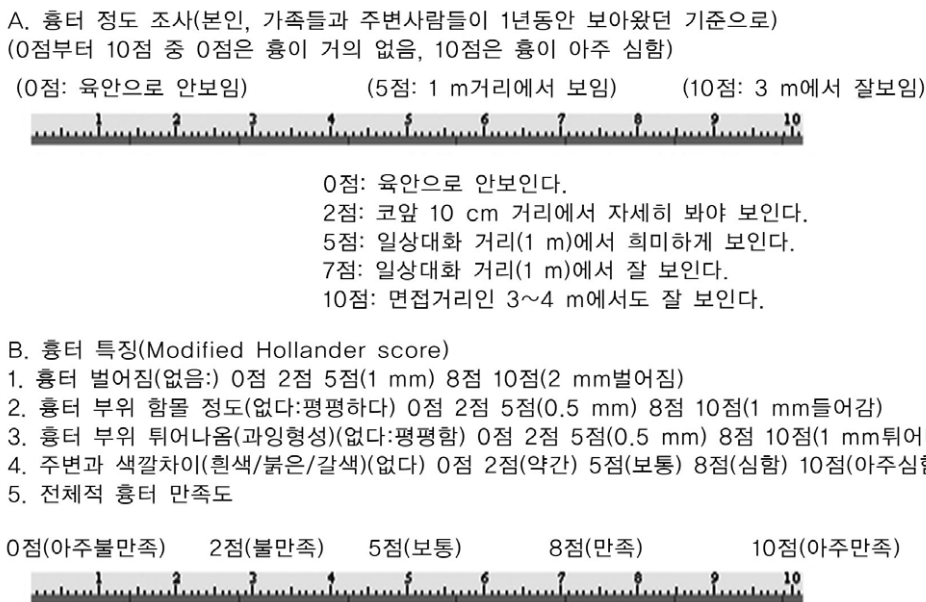 A. 흉터 정도 조사(본인, 가족들과 주변사람들이 1년동안 보아왔던 기준으로)
(0점부터 10점 중 0점은 흉이 거의 없음, 10점은 흉이 아주 심함)
(0점: 육안으로 안보임) (5점: 1 m거리에서 보임) (10점: 3 m에서 잘보임)
1 2 3 4 5 6 7 8 9 10
0점: 육안으로 안보인다.
2점: 코앞 10 cm 거리에서 자세히 봐야 보인다.
5점: 일상대화 거리(1 m)에서 희미하게 보인다.
7점: 일상대화 거리(1 m)에서 잘 보인다.
10점: 면접거리인 3~4 m에서도 잘 보인다.
B. 흉터 특징(Modified Hollander score)
1. 흉터 벌어짐(없음:) 0점 2점 5점(1 mm) 8점 10점(2 mm벌어짐)
2. 흉터 부위 함몰 정도(없다:평평하다) 0점 2점 5점(0.5 mm) 8점 10점(1 mm들어감)
3. 흉터 부위 튀어나옴(과잉형성)(없다:평평함) 0점 2점 5점(0.5 mm) 8점 10점(1 mm튀어
4. 주변과 색깔차이(흰색/붉은/갈색)(없다) 0점 2점(약간) 5점(보통) 8점(심함) 10점(아주심
5. 전체적 흉터 만족도
0점(아주불만족) 2점(불만족) 5점(보통) 8점(만족) 10점(아주만족)
1 2 3 4 5 6 7 8 9 10